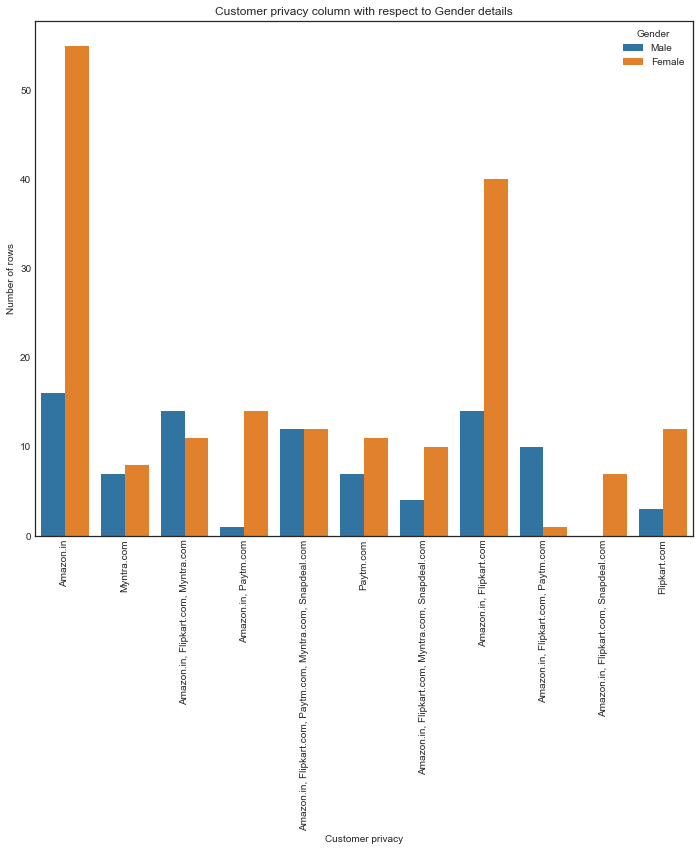 Customer privacy column with respect to Gender details
Gender
Male
Female
Number of rows
50
40
30
20
10
0
Amazon.in
Myntra.com
Amazon.in, Flipkart.com, Myntra.com
Amazon.in, Paytm.com
Amazon.in, Flipkart.com, Paytm.com, Myntra.com, Snapdeal.com
Paytm.com
Amazon.in, Flipkart.com, Myntra.com, Snapdeal.com
Amazon.in, Flipkart.com
Amazon.in, Flipkart.com, Paytm.com
Amazon.in, Flipkart.com, Snapdeal.com
Flipkart.com
Customer privacy